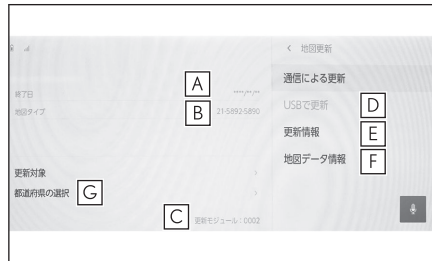 終了日
A
****/**/**
地図タイプ
B
21-5892-5890
更新対象
都道府県の選択
G
C
更新モジュール：0002
地図更新
通信による更新
USBで更新
D
更新情報
E
地図データ情報
F